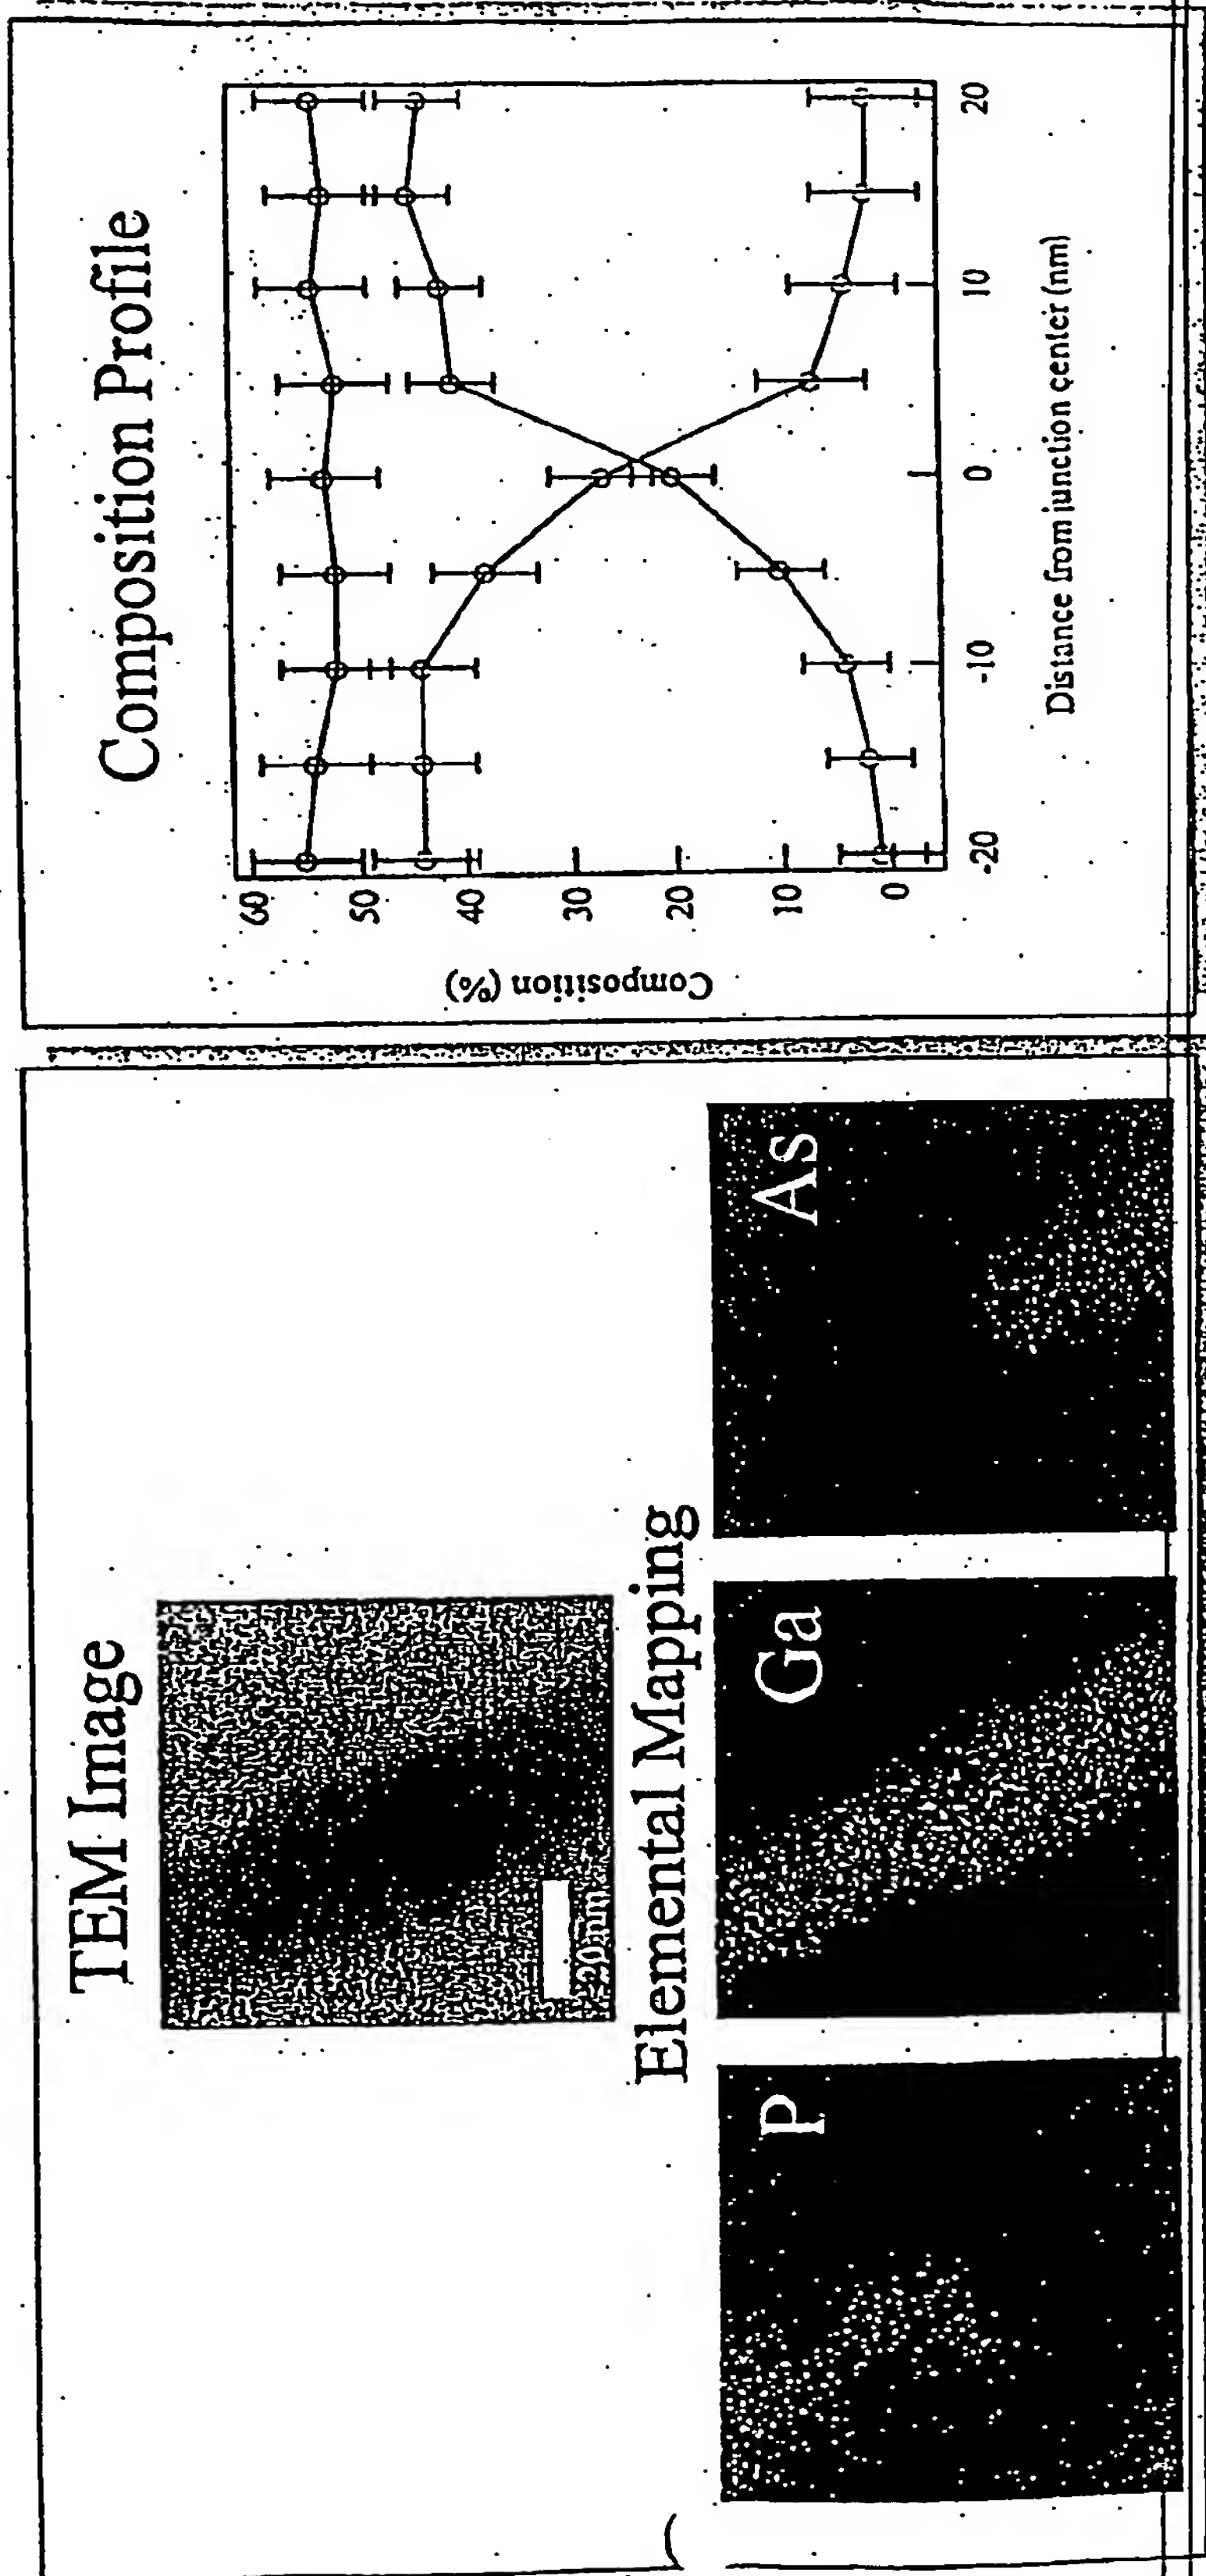 TEM Image
20nm
Elemental Mapping
P
Ga
As
Composition Profile
Composition (%)
60
50
40
30
20
10
0
-20
-10
0
10
20
Distance from junction center (nm)